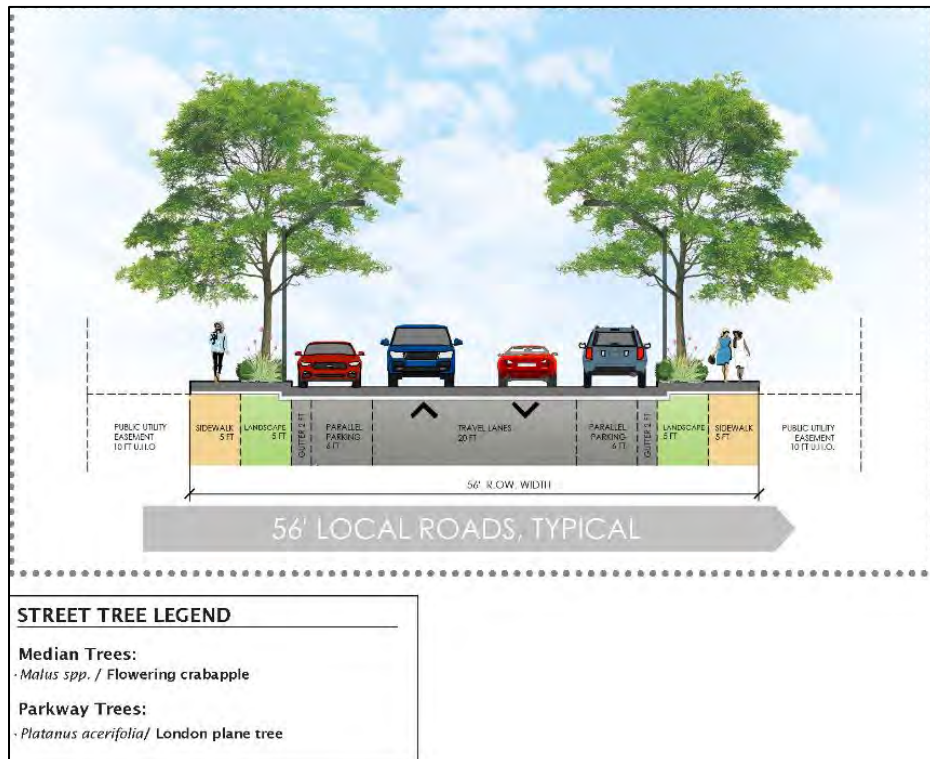 PUBLIC UTILITY
EASEMENT
10 FT U.I.!.O
SIDEWALK
5 FT
LANDSCAPE
5 FT
GUTTER 2 FT
PARALLEL
PARKING
6 FT
TRAVEL LANES
20 FT
PARALLEL
PARKING
6 FT
GUTTER 2 FT
LANDSCAPE
5 FT
SIDEWALK
5 FT
PUBLIC UTILITY
EASEMENT
10 FT U.I.!.O.
56' R.O.W. WIDTH
56' LOCAL ROADS, TYPICAL
STREET TREE LEGEND
Median Trees:
· Malus spp. / Flowering crabapple
Parkway Trees:
· Platanus acerifolia/ London plane tree